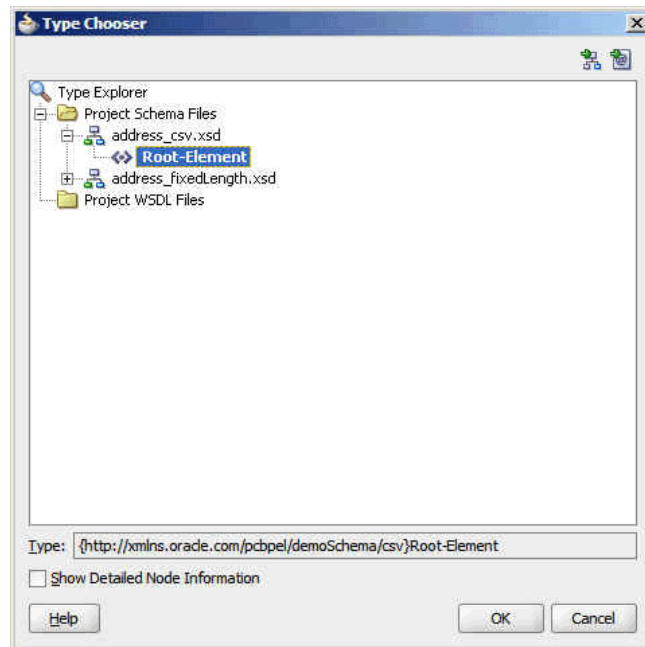 Type Chooser
Type Explorer
Project Schema Files
address_csv.xsd
Root-Element
address_fixedLength.xsd
Project WSDL Files
Type: {http://xmlns.oracle.com/pcbpel/demoSchema/csv}Root-Element
Show Detailed Node Information
Help OK Cancel